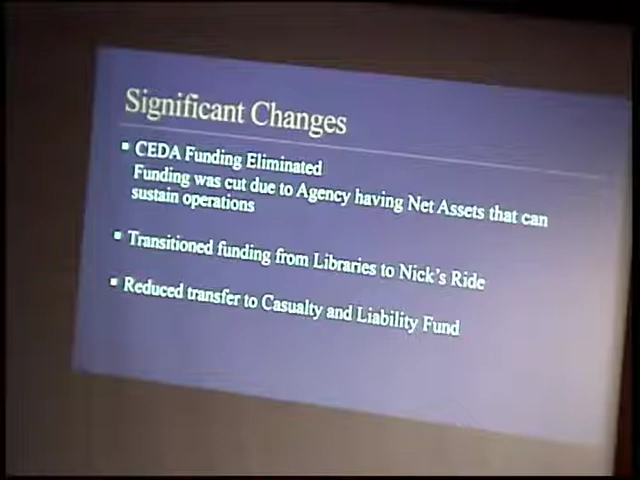 Significant Changes
▪ CEDA Funding Eliminated
Funding was cut due to Agency having Net Assets that can
sustain operations
▪ Transitioned funding from Libraries to Nick's Ride
▪ Reduced transfer to Casualty and Liability Fund